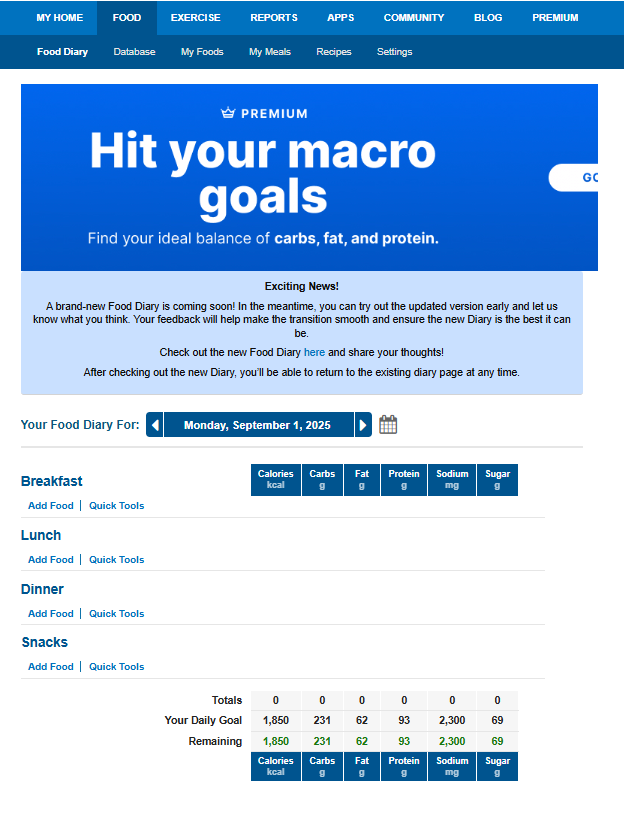 MY HOME FOOD EXERCISE REPORTS APPS COMMUNITY BLOG PREMIUM
Food Diary Database My Foods My Meals Recipes Settings
PREMIUM
Hit your macro
goals
GO
Find your ideal balance of carbs, fat, and protein.
Exciting News!
A brand-new Food Diary is coming soon! In the meantime, you can try out the updated version early and let us
know what you think. Your feedback will help make the transition smooth and ensure the new Diary is the best it can
be.
Check out the new Food Diary here and share your thoughts!
After checking out the new Diary, you'll be able to return to the existing diary page at any time.
Your Food Diary For: Monday, September 1, 2025
Breakfast Calories kcal Carbs g Fat g Protein g Sodium mg Sugar g
Add Food | Quick Tools
Lunch
Add Food | Quick Tools
Dinner
Add Food | Quick Tools
Snacks
Add Food | Quick Tools
Totals 0 0 0 0 0 0
Your Daily Goal 1,850 231 62 93 2,300 69
Remaining 1,850 231 62 93 2,300 69
Calories Carbs Fat Protein Sodium Sugar
kcal g g g mg g